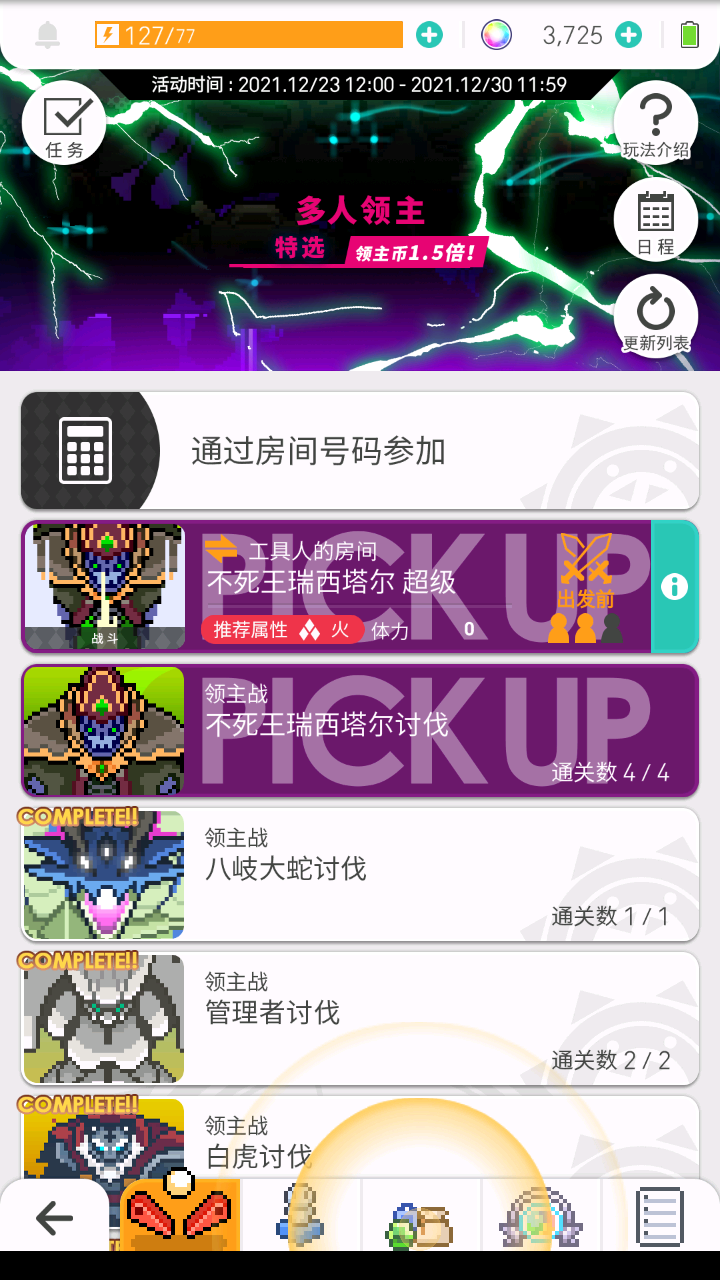 127/77
3,725
活动时间 : 2021.12/23 12:00 - 2021.12/30 11:59
任务
玩法介绍
多人领主
特选
领主币1.5倍!
日程
更新列表
通过房间号码参加
PICK UP
工具人的房间
不死王瑞西塔尔 超级
出发前
战斗
推荐属性 火 体力 0
PICK UP
领主战
不死王瑞西塔尔讨伐
通关数 4 / 4
COMPLETE!!
领主战
八岐大蛇讨伐
通关数 1 / 1
COMPLETE!!
领主战
管理者讨伐
通关数 2 / 2
COMPLETE!!
领主战
白虎讨伐